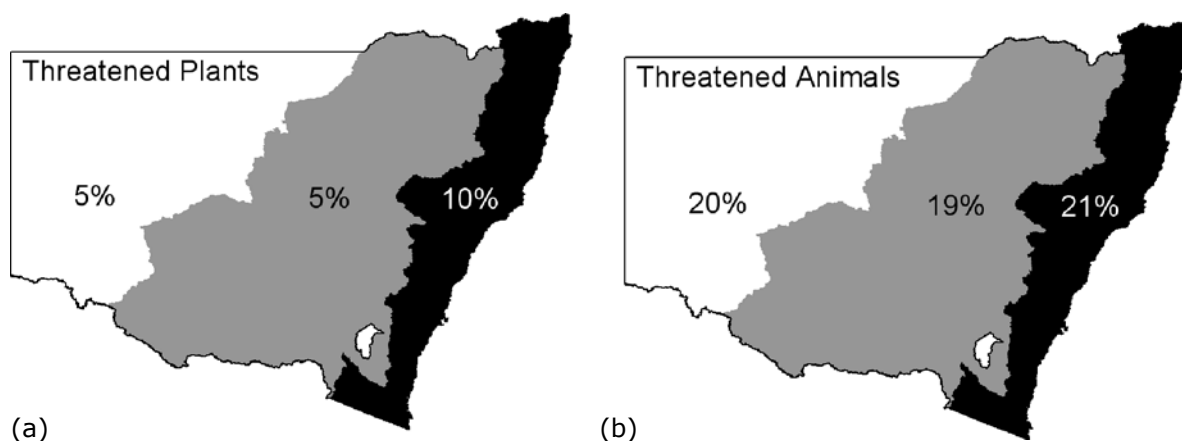 Threatened Plants
5%
5%
10%
(a)
Threatened Animals
20%
19%
21%
(b)